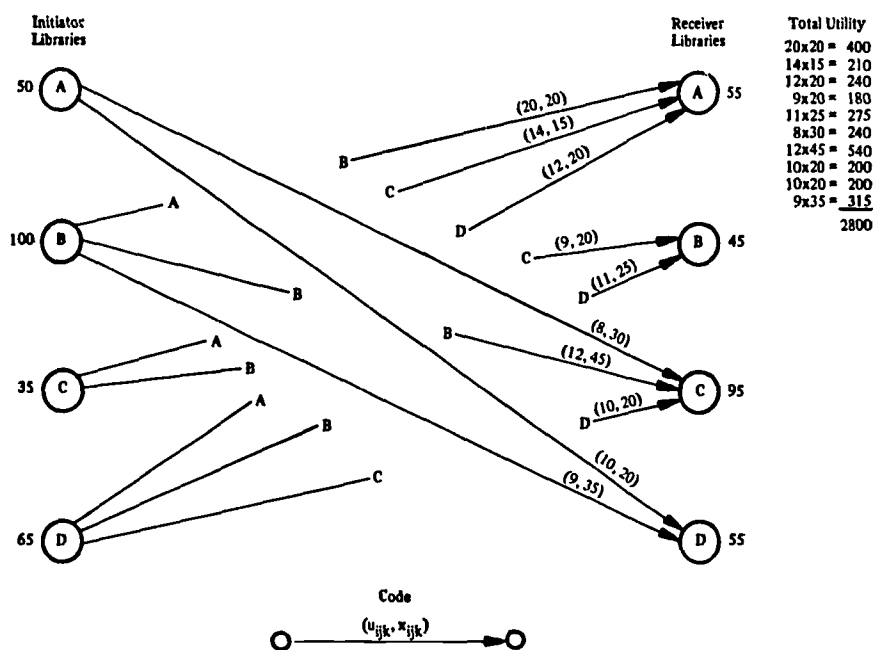 Initiator
Libraries
Receiver
Libraries
Total Utility
20x20 = 400
14x15 = 210
12x20 = 240
9x20 = 180
11x25 = 275
8x30 = 240
12x45 = 540
10x20 = 200
10x20 = 200
9x35 = 315
2800
50 A
(20, 20)
A 55
B
(14, 15)
C
(12, 20)
D
A
100 B
B
C
(9, 20)
B 45
D
(11, 25)
B
(8, 30)
(12, 45)
A
35 C
B
C 95
A
D
(10, 20)
B
C
(10, 20)
(9, 35)
65 D
D 55
Code
(uijk, xijk)